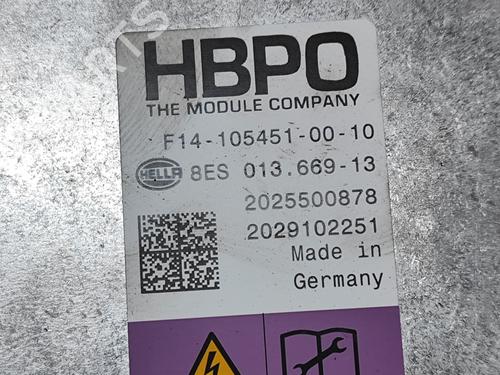 HBPO
THE MODULE COMPANY
F14-105451-00-10
HELLA 8ES 013.669-13
2025500878
2029102251
Made in
Germany